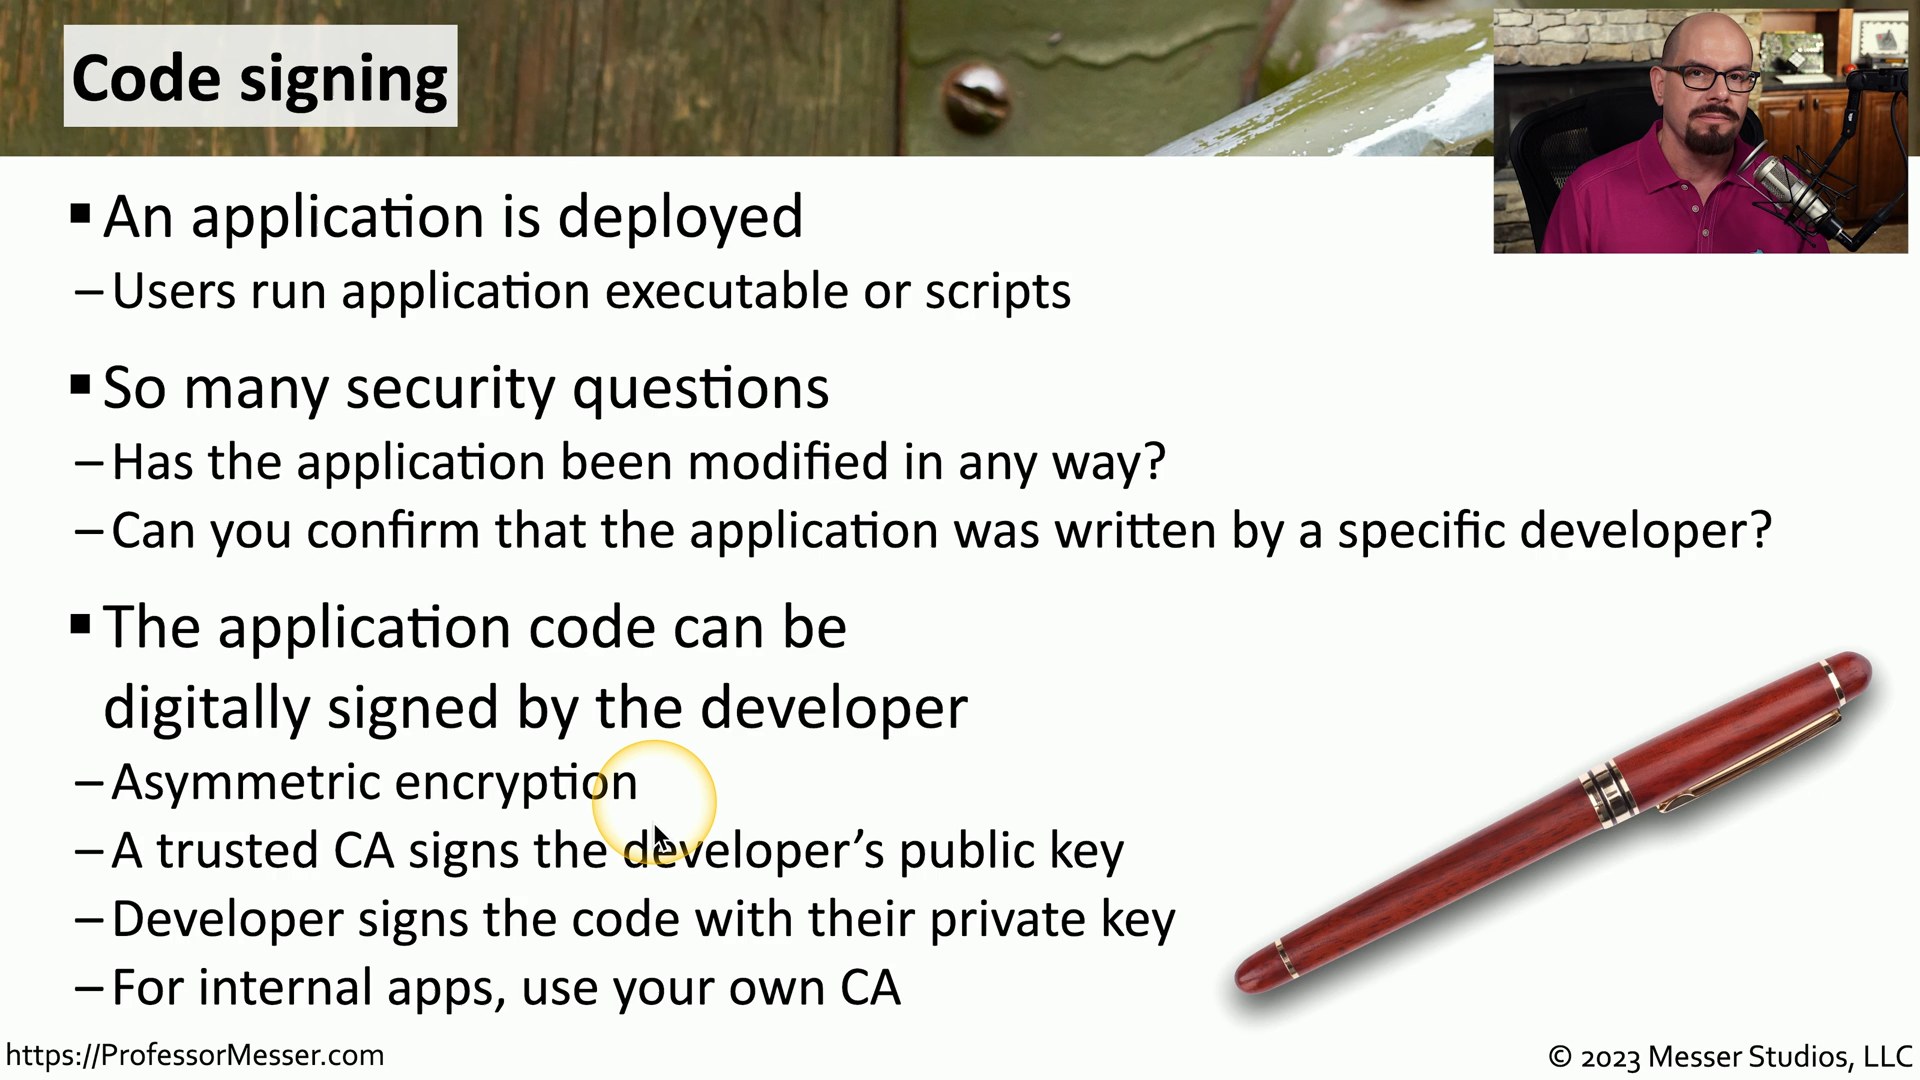 Code signing
An application is deployed
– Users run application executable or scripts
So many security questions
– Has the application been modified in any way?
– Can you confirm that the application was written by a specific developer?
The application code can be
digitally signed by the developer
– Asymmetric encryption
– A trusted CA signs the developer’s public key
– Developer signs the code with their private key
– For internal apps, use your own CA
https://ProfessorMesser.com
© 2023 Messer Studios, LLC